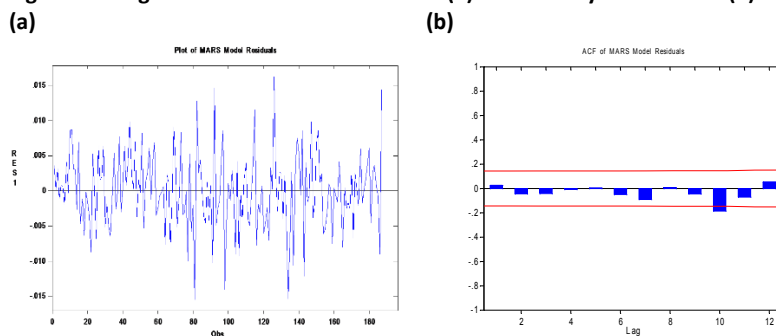 (a)
(b)
Plot of MARS Model Residuals
.015
.010
.005
0
-.005
-.010
-.015
R
E
S
I
0 20 40 60 80 100 120 140 160
Obs
ACF of MARS Model Residuals
1
.8
.6
.4
.2
0
-.2
-.4
-.6
-.8
-1
2 4 6 8 10 12
Lag